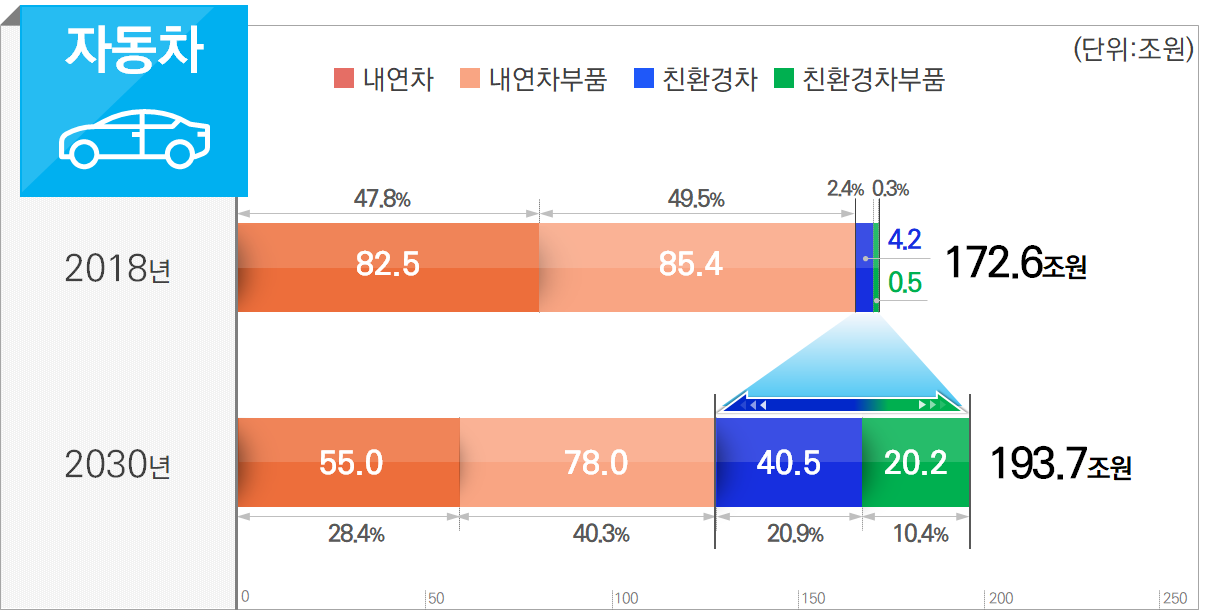 자동차
(단위:조원)
내연차 내연차부품 친환경차 친환경차부품
47.8% 49.5% 2.4% 0.3%
2018년 82.5 85.4 4.2 0.5 172.6조원
2030년 55.0 78.0 40.5 20.2 193.7조원
28.4% 40.3% 20.9% 10.4%
0 50 100 150 200 250